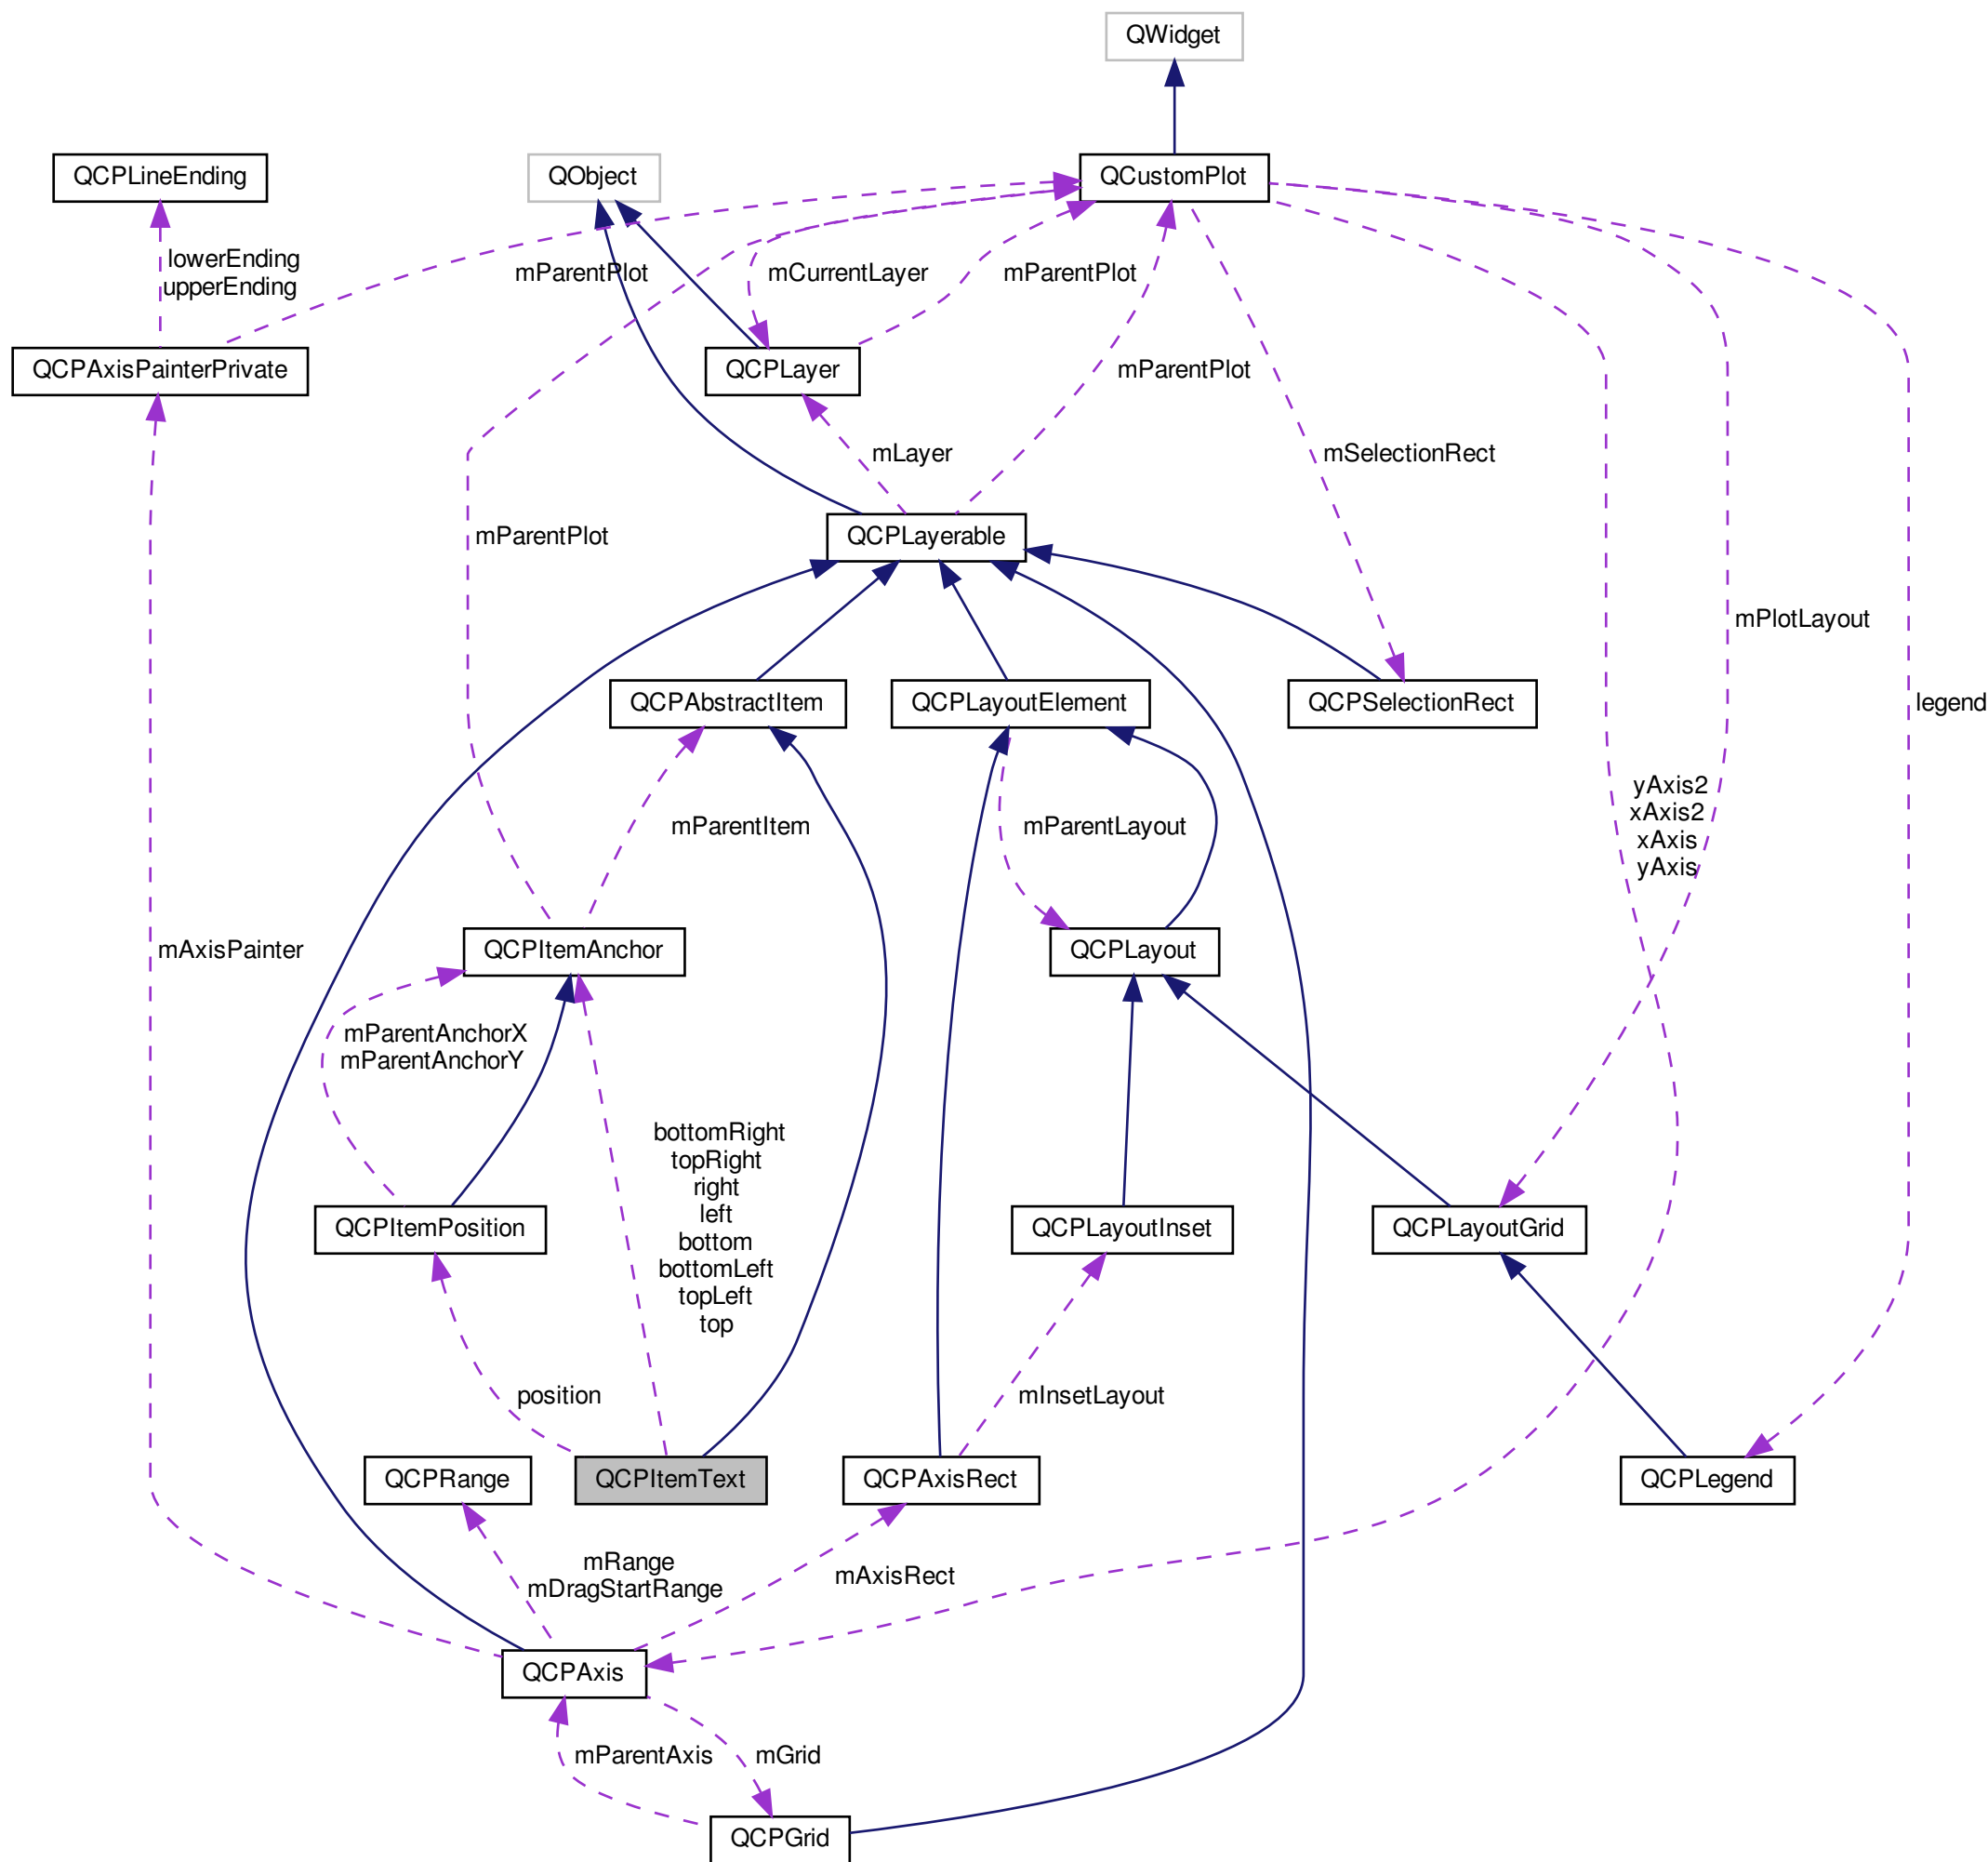 QWidget
QCPLineEnding
QObject
QCustomPlot
lowerEnding
upperEnding
mParentPlot
mCurrentLayer
mParentPlot
QCPAxisPainterPrivate
QCPLayer
mParentPlot
mLayer
mSelectionRect
mParentPlot
QCPLayerable
mPlotLayout
QCPAbstractItem
QCPLayoutElement
QCPSelectionRect
legend
yAxis2
xAxis2
xAxis
yAxis
mParentItem
mParentLayout
mAxisPainter
QCPItemAnchor
QCPLayout
mParentAnchorX
mParentAnchorY
bottomRight
topRight
right
left
bottom
bottomLeft
topLeft
top
QCPItemPosition
QCPLayoutInset
QCPLayoutGrid
position
mInsetLayout
QCPRange
QCPItemText
QCPAxisRect
QCPLegend
mRange
mDragStartRange
mAxisRect
QCPAxis
mParentAxis
mGrid
QCPGrid